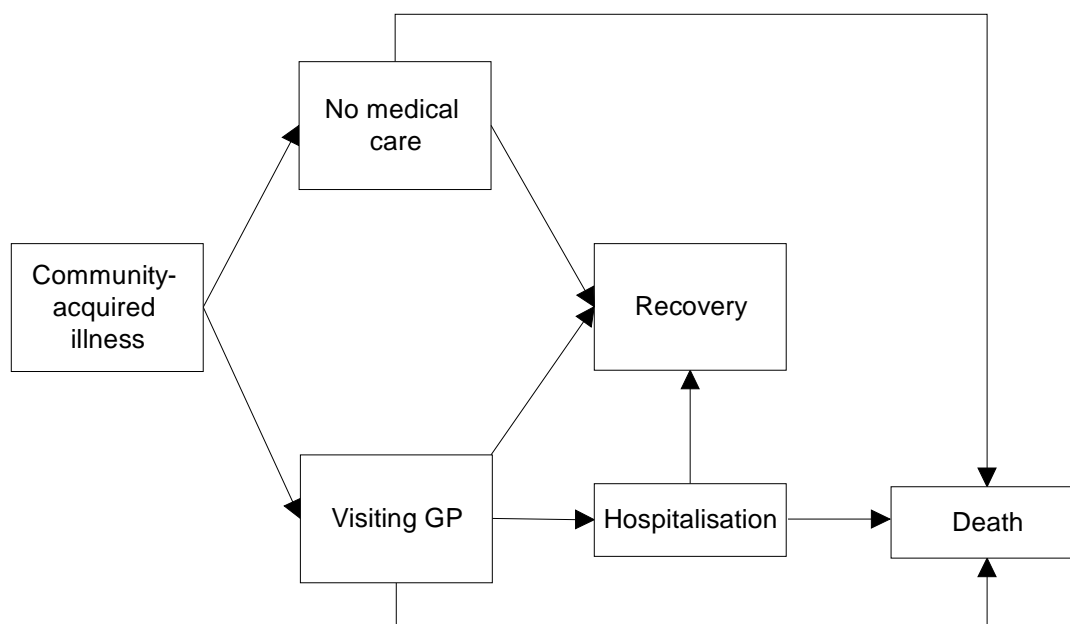 No medical
care
Community-
acquired
illness
Recovery
Visiting GP
Hospitalisation
Death